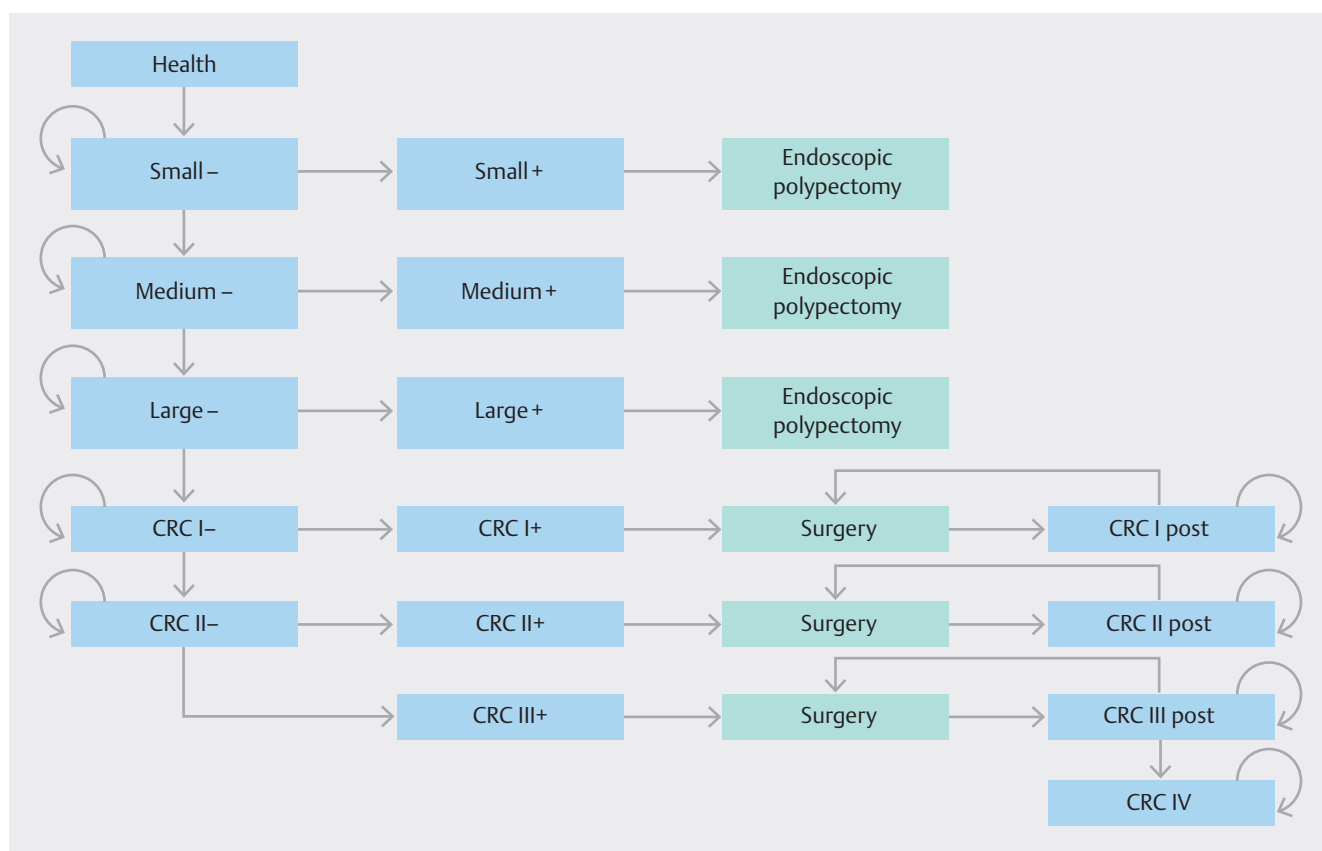 Health
Small –
Small +
Endoscopic
polypectomy
Medium –
Medium +
Endoscopic
polypectomy
Large –
Large +
Endoscopic
polypectomy
CRC I–
CRC I+
Surgery
CRC I post
CRC II–
CRC II+
Surgery
CRC II post
CRC III+
Surgery
CRC III post
CRC IV